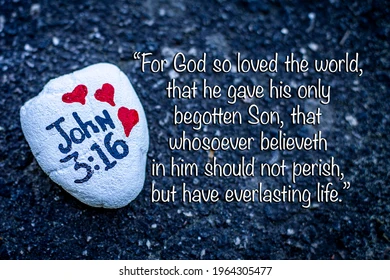 John
3:16
“For God so loved the world,
that he gave his only
begotten Son, that
whosoever believeth
in him should not perish,
but have everlasting life.”
shutterstock.com · 1964305477